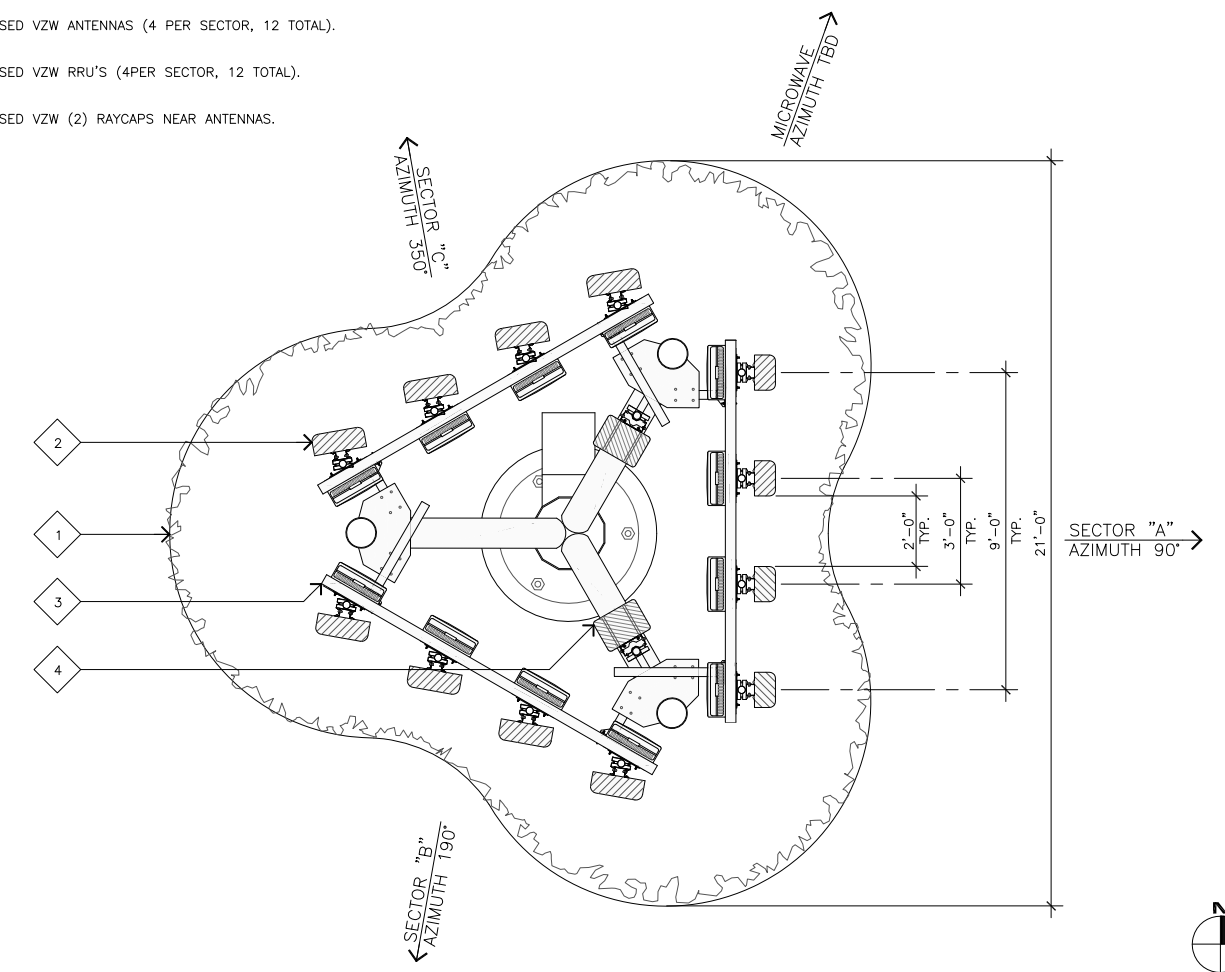 SED VZW ANTENNAS (4 PER SECTOR, 12 TOTAL).
SED VZW RRU'S (4PER SECTOR, 12 TOTAL).
SED VZW (2) RAYCAPS NEAR ANTENNAS.
MICROWAVE
AZIMUTH TBD
SECTOR "C"
AZIMUTH 350°
2
1
3
4
2'-0"
TYP.
3'-0"
TYP.
9'-0"
TYP.
21'-0"
SECTOR "A"
AZIMUTH 90°
SECTOR "B"
AZIMUTH 190°